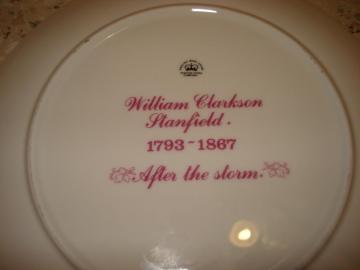 William Clarkson
Stanfield.
1793-1867
After the storm.